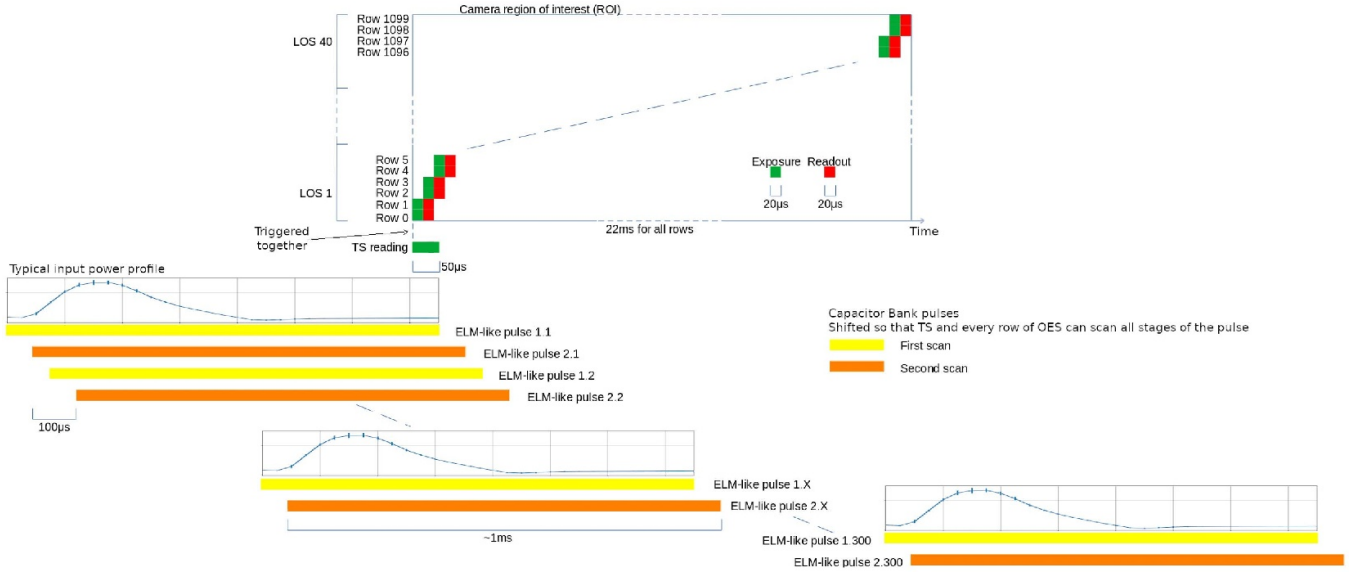 Camera region of interest (ROI)
Row 1099
Row 1098
LOS 40
Row 1097
Row 1096
Row 5
Row 4
Exposure
Readout
Row 3
LOS 1
Row 2
Row 1
20µs
20µs
Row 0
Triggered
together
22ms for all rows
Time
TS reading
50µs
Typical input power profile
Capacitor Bank pulses
Shifted so that TS and every row of OES can scan all stages of the pulse
ELM-like pulse 1.1
First scan
ELM-like pulse 2.1
Second scan
ELM-like pulse 1.2
ELM-like pulse 2.2
100µs
ELM-like pulse 1.X
ELM-like pulse 2.X
~1ms
ELM-like pulse 1.300
ELM-like pulse 2.300